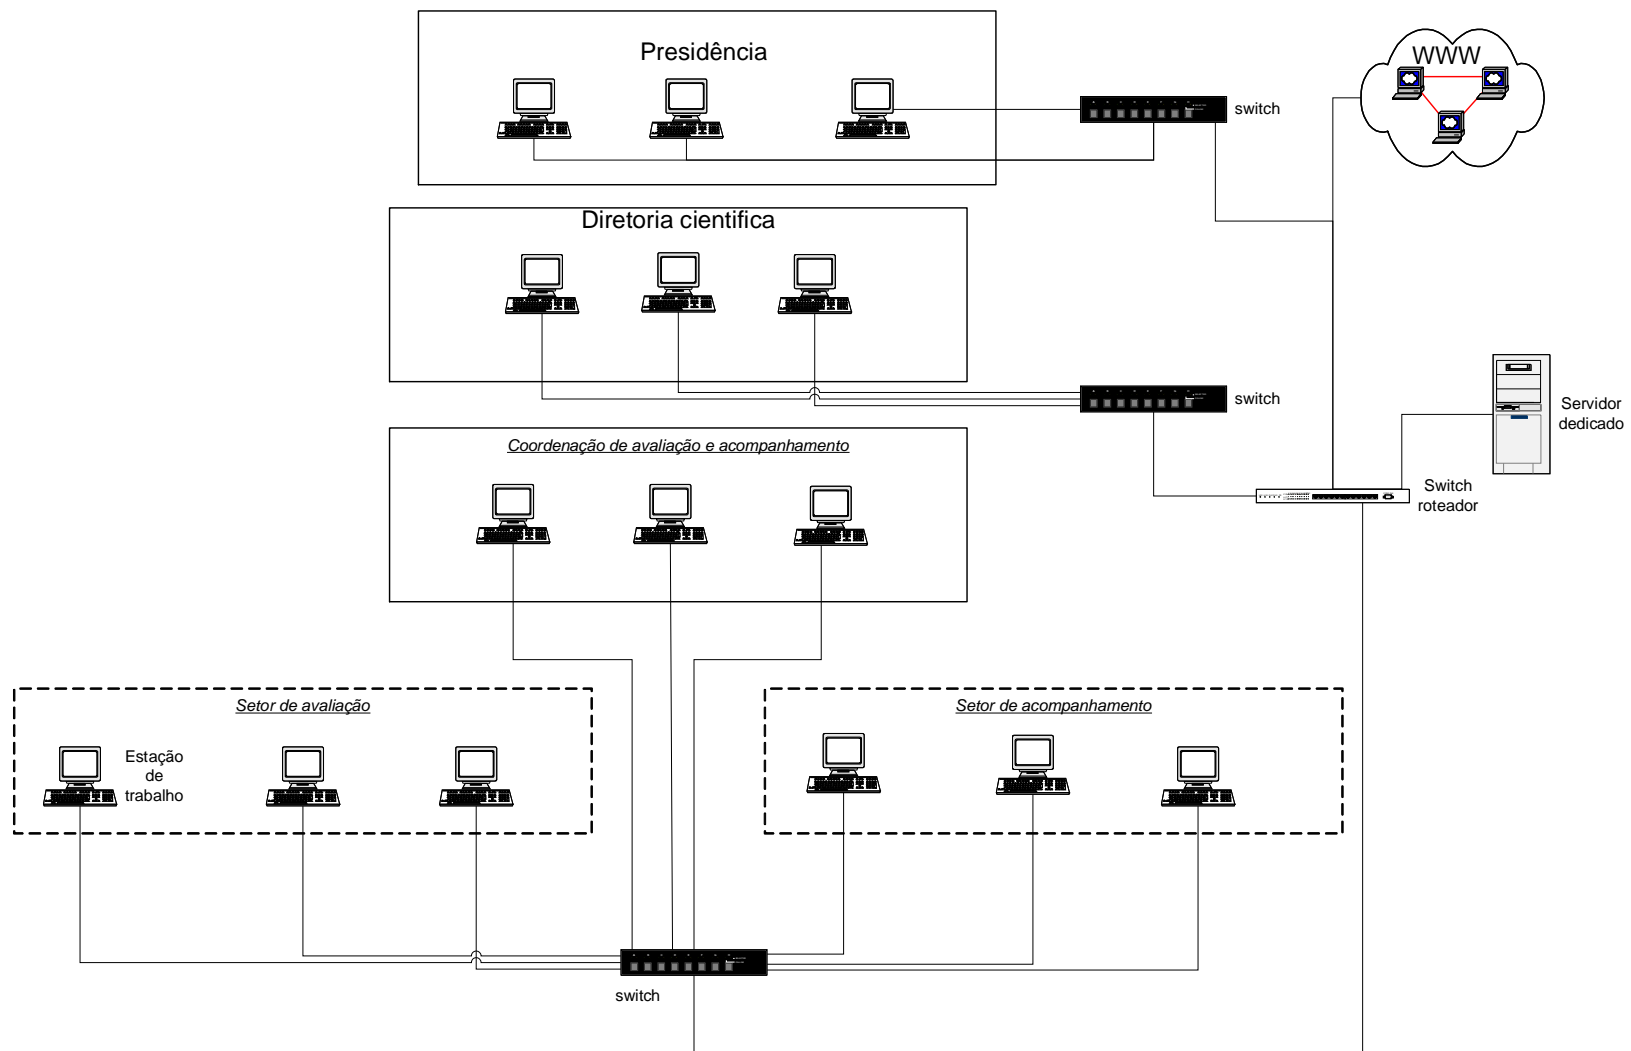 Presidência
WWW
switch
Diretoria cientifica
switch
Servidor
dedicado
Coordenação de avaliação e acompanhamento
Switch
roteador
Setor de avaliação
Setor de acompanhamento
Estação
de
trabalho
switch